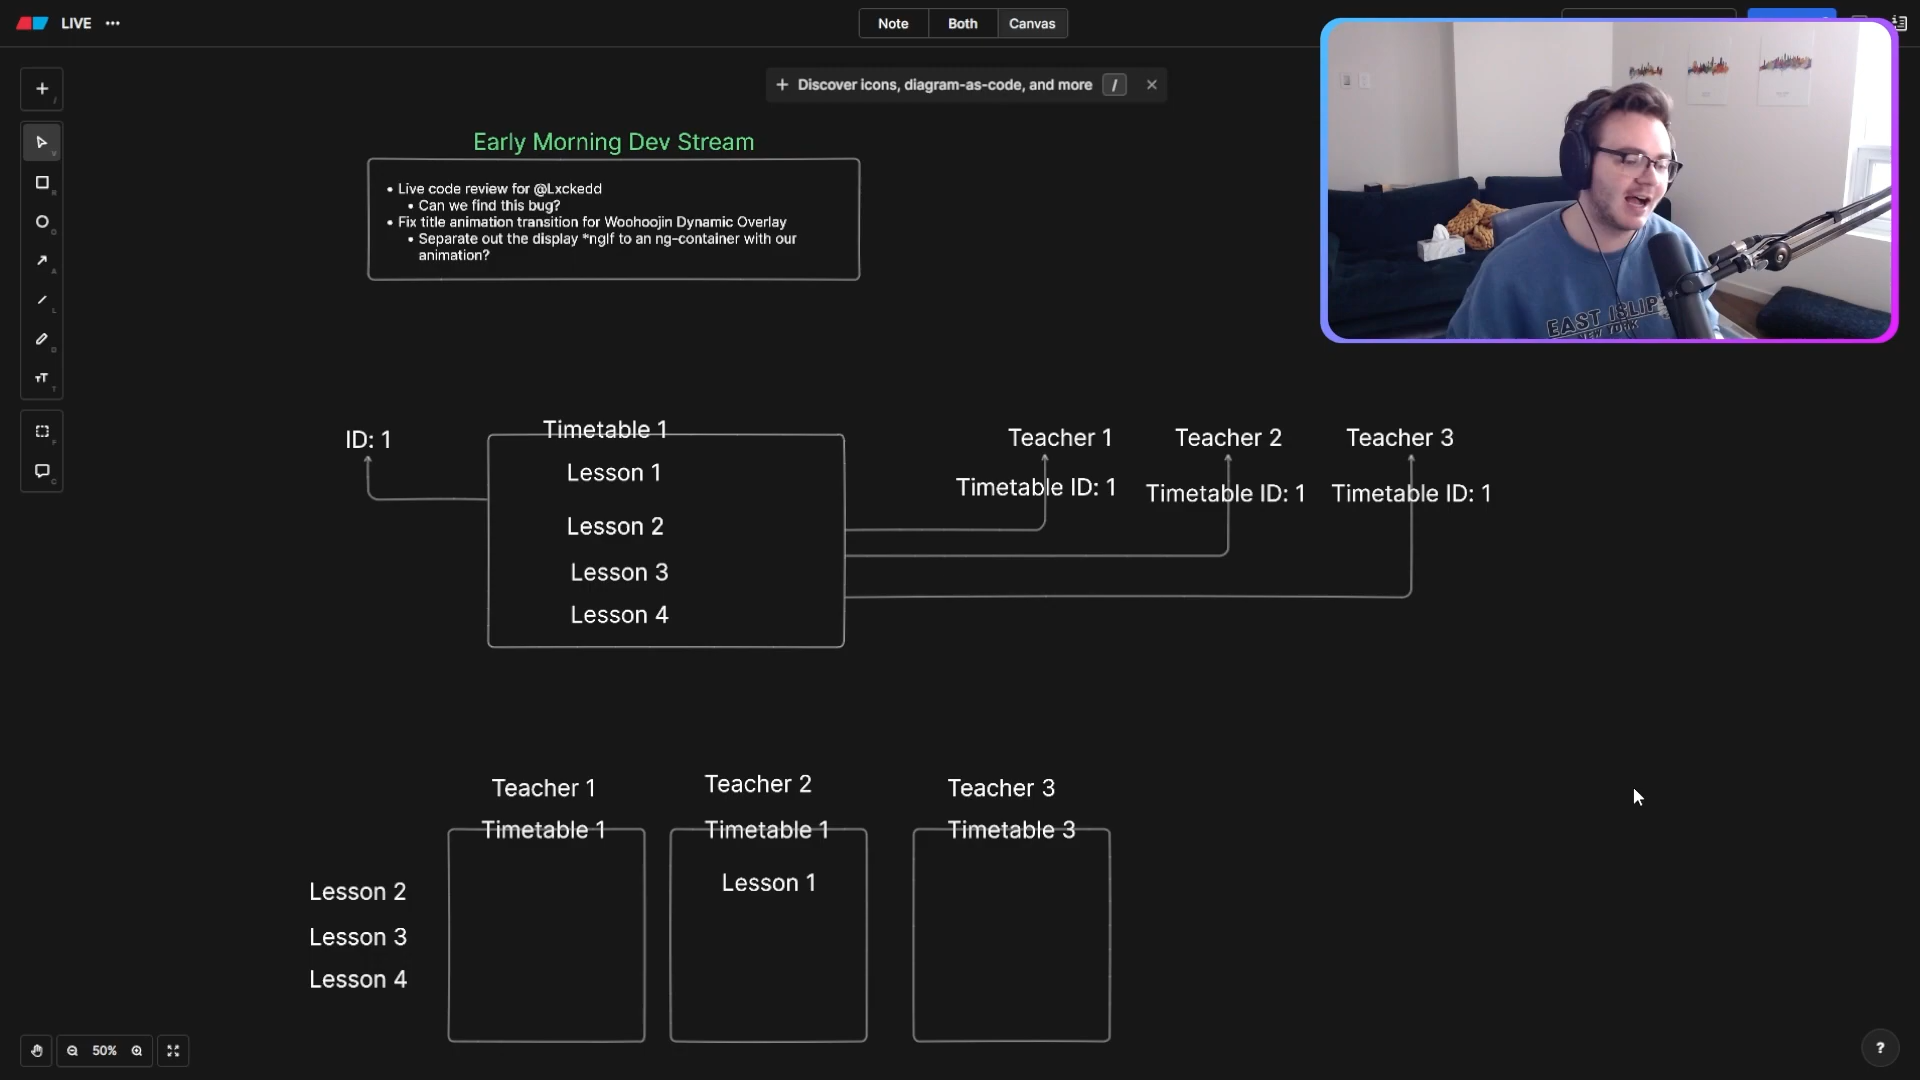 LIVE
Note
Both
Canvas
Discover icons, diagram-as-code, and more /
Early Morning Dev Stream
• Live code review for @Lxckedd
• Can we find this bug?
• Fix title animation transition for Woohoojin Dynamic Overlay
• Separate out the display *ngIf to an ng-container with our
animation?
ID: 1
Timetable 1
Lesson 1
Lesson 2
Lesson 3
Lesson 4
Teacher 1
Teacher 2
Teacher 3
Timetable ID: 1
Timetable ID: 1
Timetable ID: 1
Teacher 1
Teacher 2
Teacher 3
Timetable 1
Timetable 1
Timetable 3
Lesson 1
Lesson 2
Lesson 3
Lesson 4
50%
?
EAST ISLIP
NEW YORK